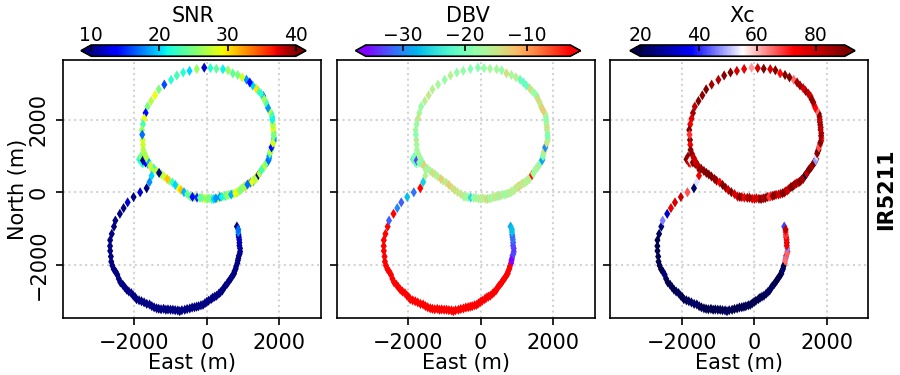 SNR DBV Xc
10 20 30 40 −30 −20 −10 20 40 60 80
North (m)
2000
0
−2000
IR5211
−2000 0 2000 −2000 0 2000 −2000 0 2000
East (m) East (m) East (m)